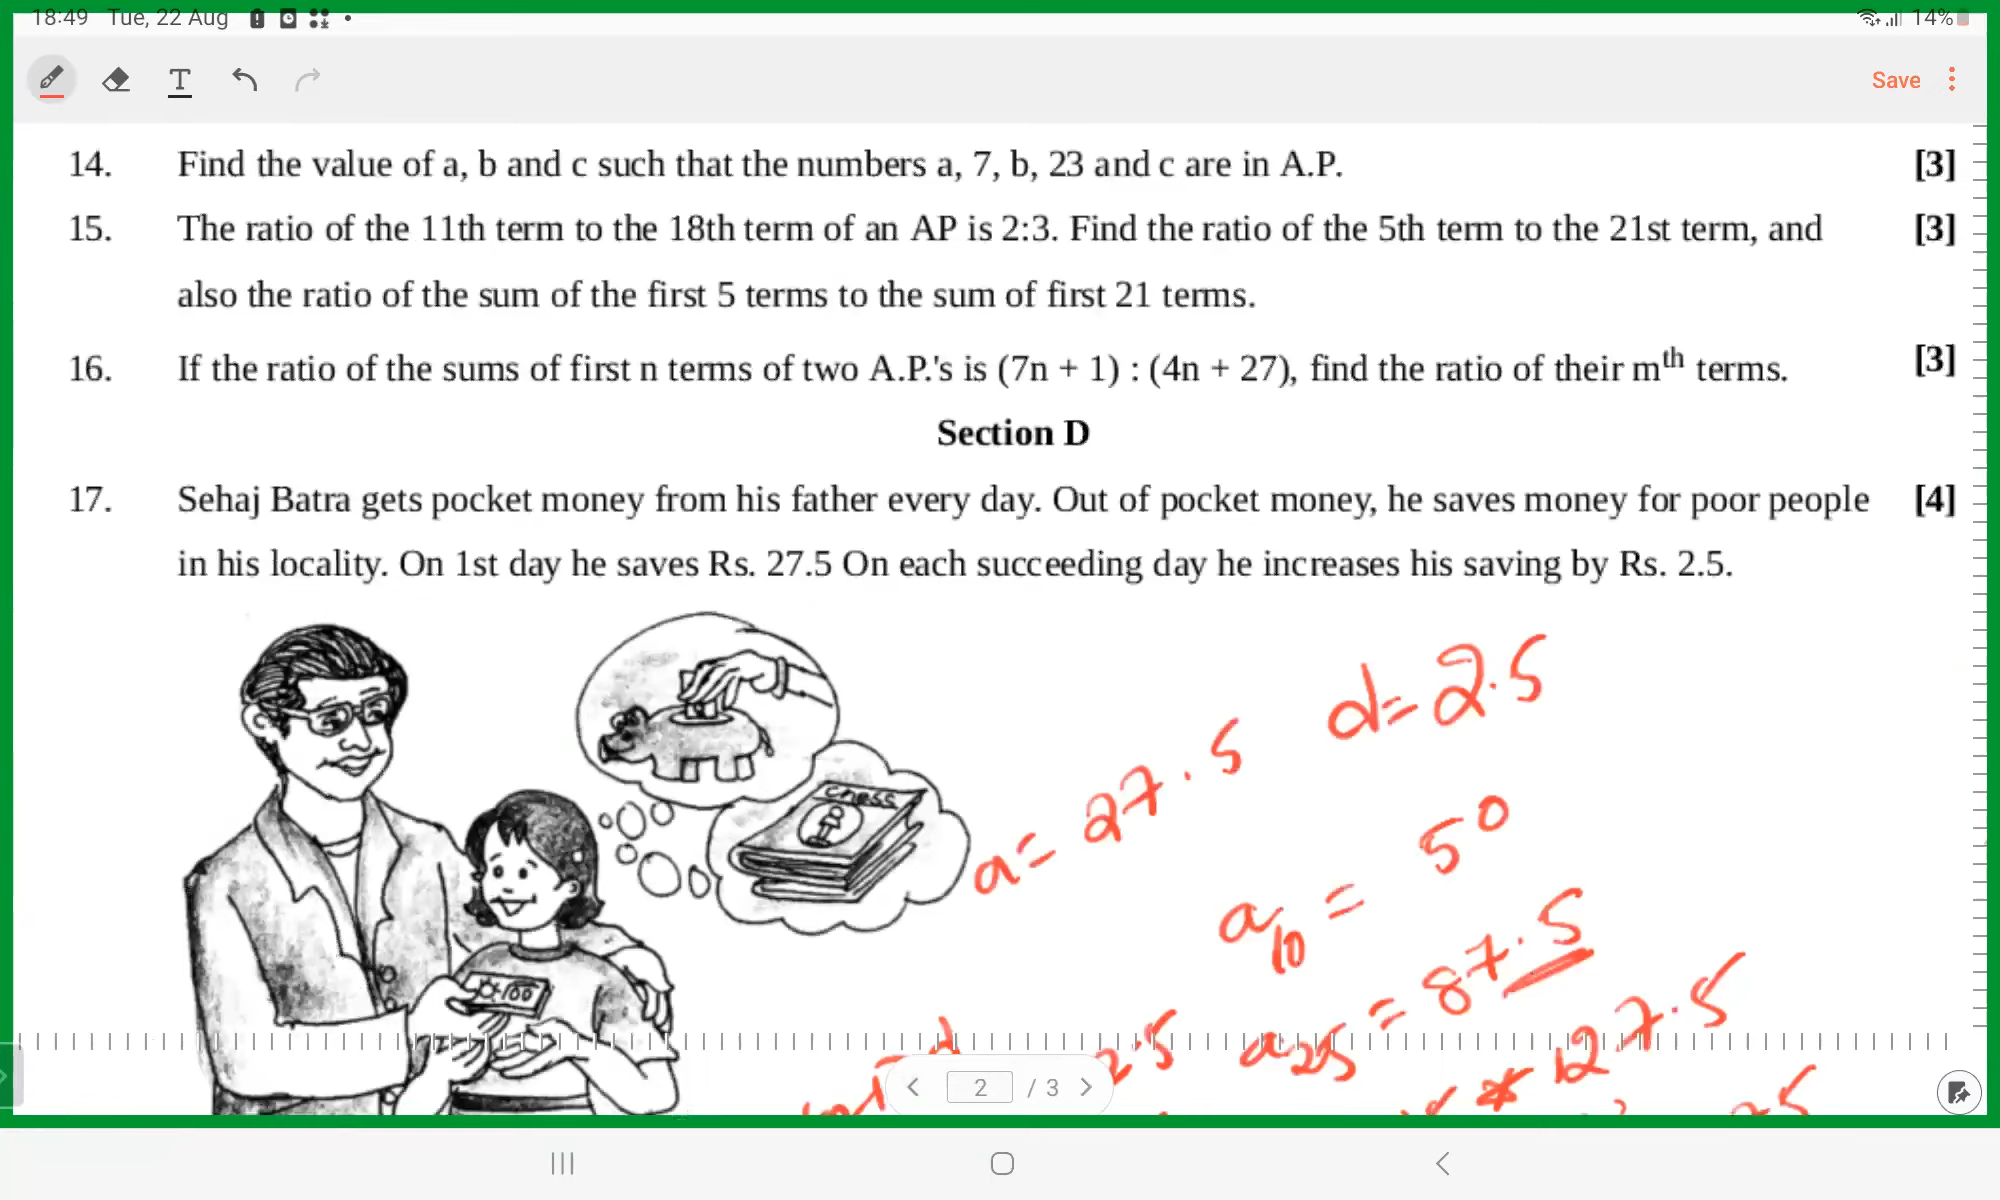 18:49 Tue, 22 Aug 14%
T Save
14. Find the value of a, b and c such that the numbers a, 7, b, 23 and c are in A.P. [3]
15. The ratio of the 11th term to the 18th term of an AP is 2:3. Find the ratio of the 5th term to the 21st term, and [3]
also the ratio of the sum of the first 5 terms to the sum of first 21 terms.
16. If the ratio of the sums of first n terms of two A.P.'s is (7n + 1) : (4n + 27), find the ratio of their mth terms. [3]
Section D
17. Sehaj Batra gets pocket money from his father every day. Out of pocket money, he saves money for poor people [4]
in his locality. On 1st day he saves Rs. 27.5 On each succeeding day he increases his saving by Rs. 2.5.
d=2.5
a= 27.5
Chess
a10 = 50
100
a25 = 87.5
2.5
27.5
2 / 3